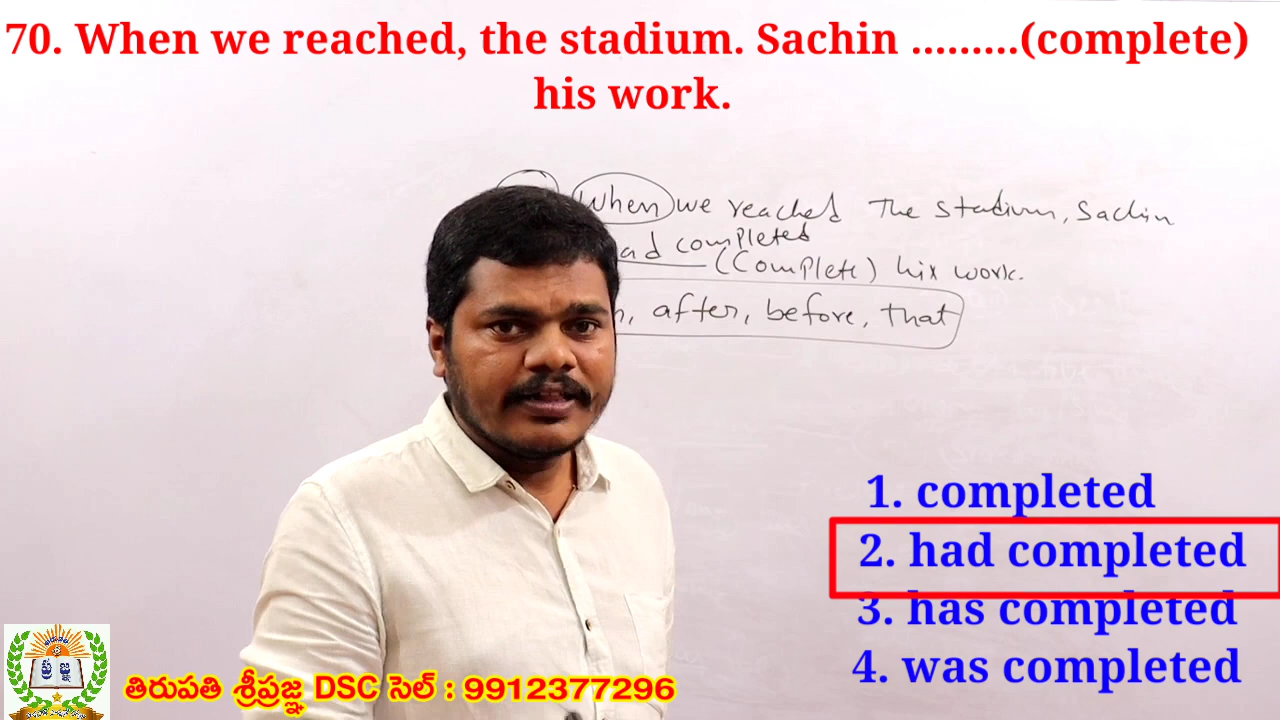 70. When we reached, the stadium. Sachin .........(complete)
his work.
When we reached The stadium, Sachin
ad completed
(Complete) his work.
n, after, before, that
1. completed
2. had completed
3. has completed
4. was completed
తిరుపతి శ్రీప్రజ్ఞ DSC సెల్ : 9912377296